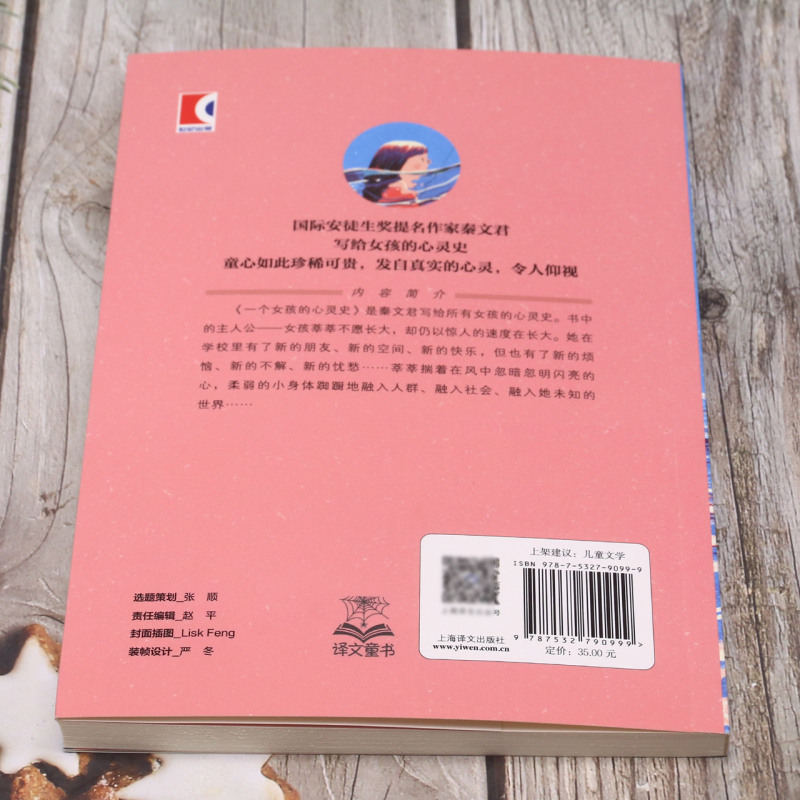 国际安徒生奖提名作家秦文君
写给女孩的心灵史
童心如此珍稀可贵，发自真实的心灵，令人仰视
内 容 简 介
《一个女孩的心灵史》是秦文君写给所有女孩的心灵史。书中
的主人公——女孩萃萃不愿长大，却仍以惊人的速度在长大。她在
学校里有了新的朋友、新的空间、新的快乐，但也有了新的烦
恼、新的不解、新的忧愁……萃萃揣着在风中忽暗忽明闪亮的
心，柔弱的小身体踟蹰地融入人群、融入社会、融入她未知的
世界……
选题策划_张 顺
责任编辑_赵 平
封面插图_Lisk Feng
装帧设计_严 冬
译文童书
上架建议：儿童文学
ISBN 978-7-5327-9099-9
号
上海译文出版社
www.yiwen.com.cn
9 787532 790999 >
定价：35.00 元